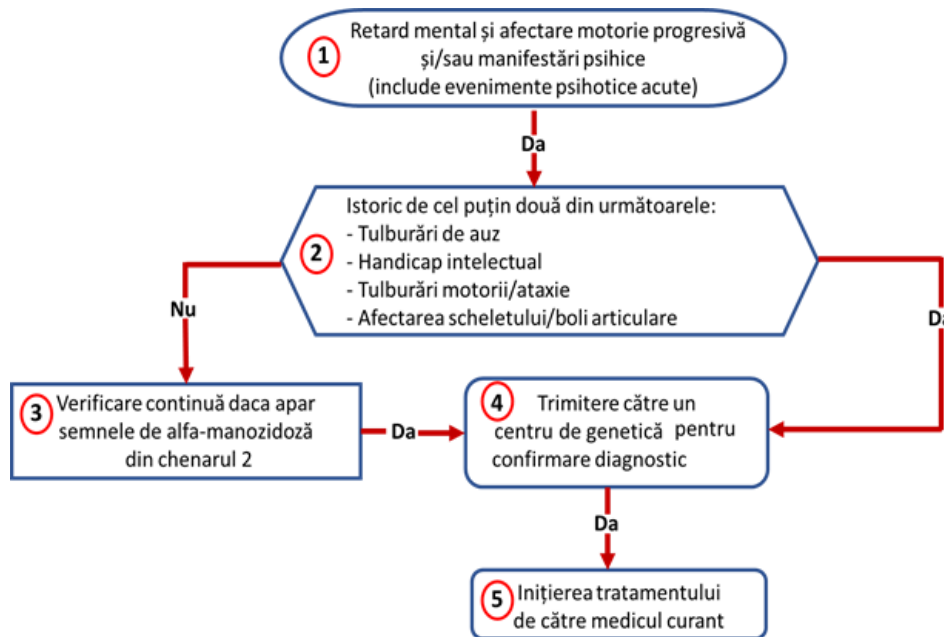 1
Retard mental și afectare motorie progresivă
și/sau manifestări psihice
(include evenimente psihotice acute)
Da
2
Istoric de cel puțin două din următoarele:
- Tulburări de auz
- Handicap intelectual
- Tulburări motorii/ataxie
- Afectarea scheletului/boli articulare
Nu
Da
3
Verificare continuă daca apar
semnele de alfa-manozidoză
din chenarul 2
Da
4
Trimitere către un
centru de genetică pentru
confirmare diagnostic
Da
5
Inițierea tratamentului
de către medicul curant